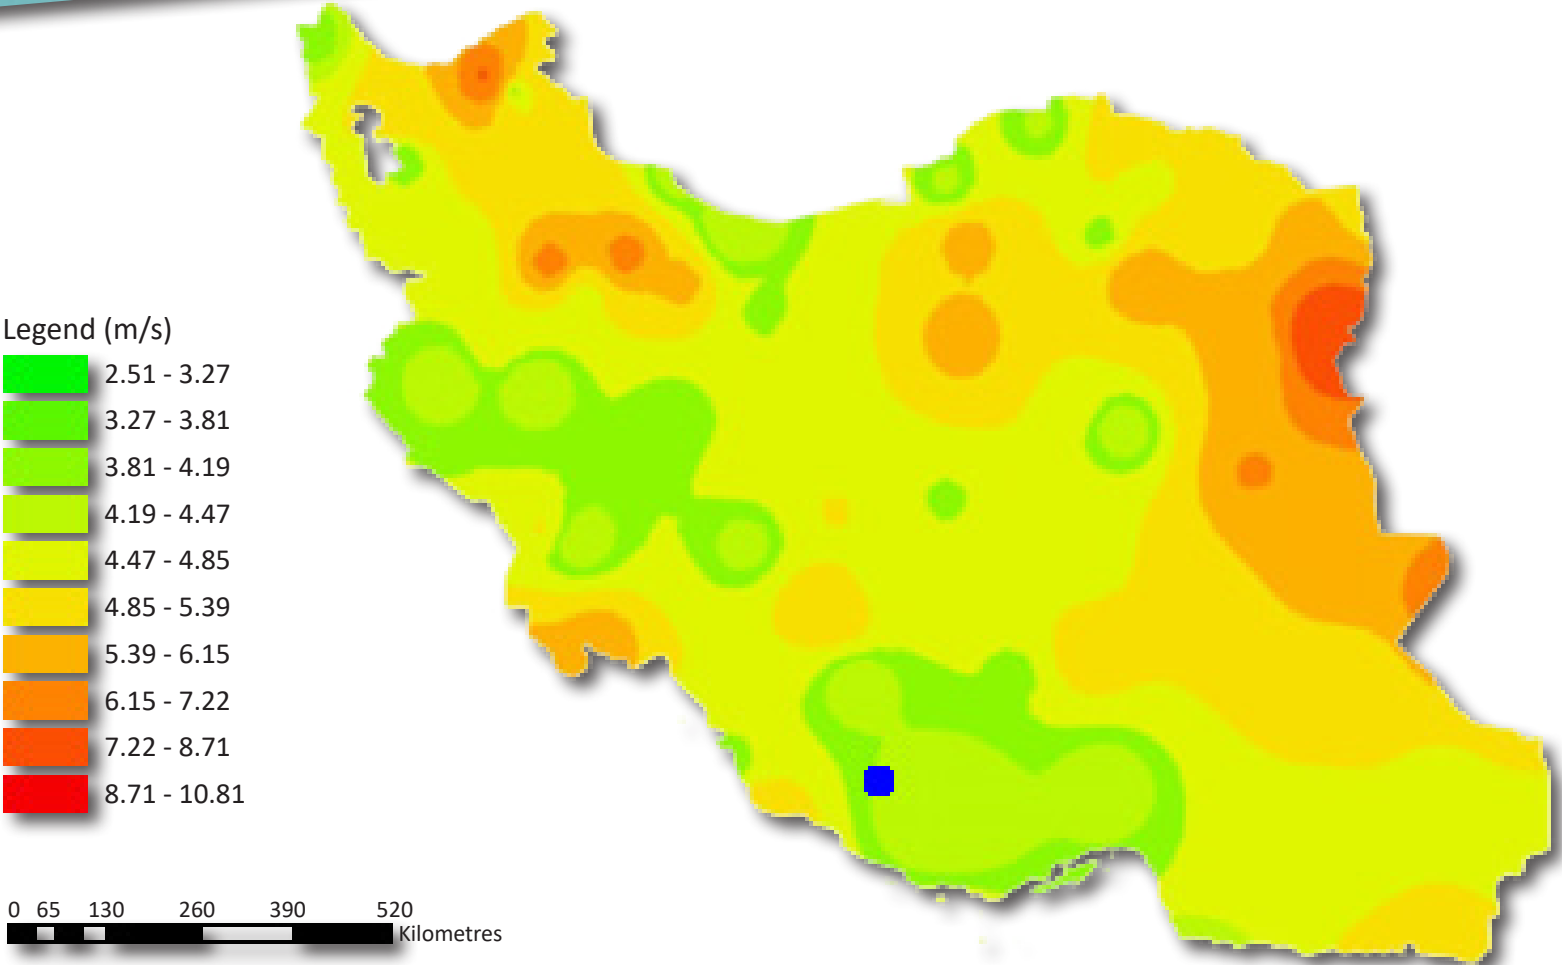 Legend (m/s)
2.51 - 3.27
3.27 - 3.81
3.81 - 4.19
4.19 - 4.47
4.47 - 4.85
4.85 - 5.39
5.39 - 6.15
6.15 - 7.22
7.22 - 8.71
8.71 - 10.81
0 65 130 260 390 520
Kilometres